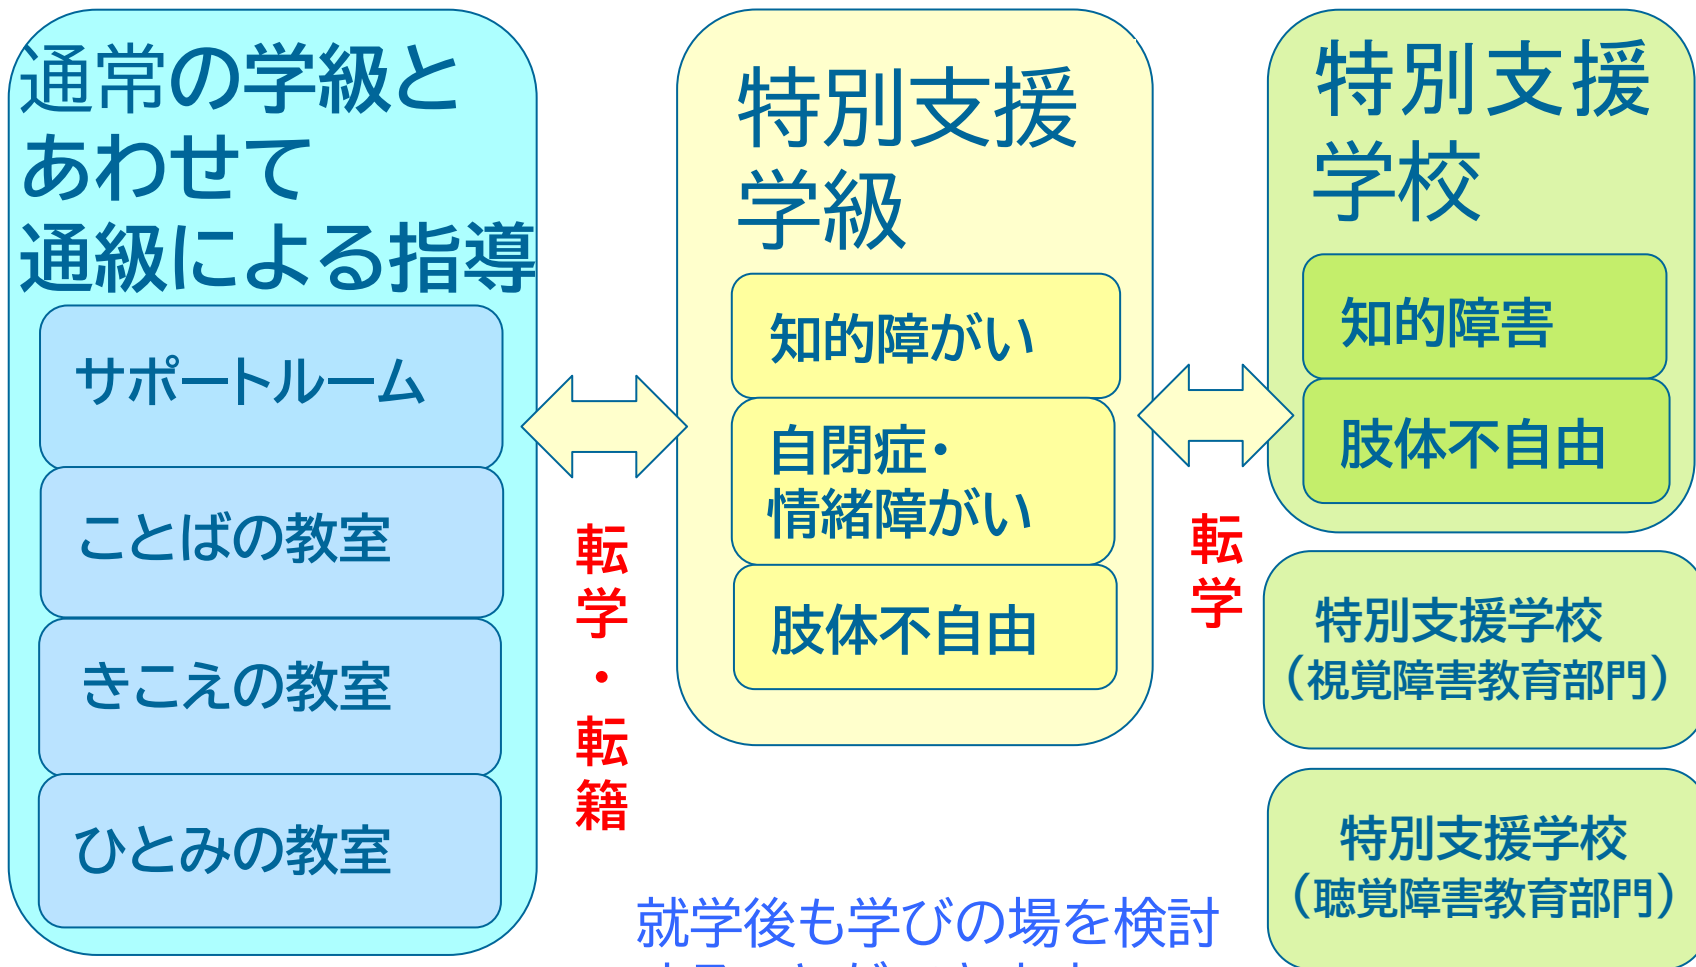 通常の学級と
あわせて
通級による指導
サポートルーム
ことばの教室
きこえの教室
ひとみの教室
転学・転籍
特別支援
学級
知的障がい
自閉症・
情緒障がい
肢体不自由
転学
特別支援
学校
知的障害
肢体不自由
特別支援学校
（視覚障害教育部門）
特別支援学校
（聴覚障害教育部門）
就学後も学びの場を検討